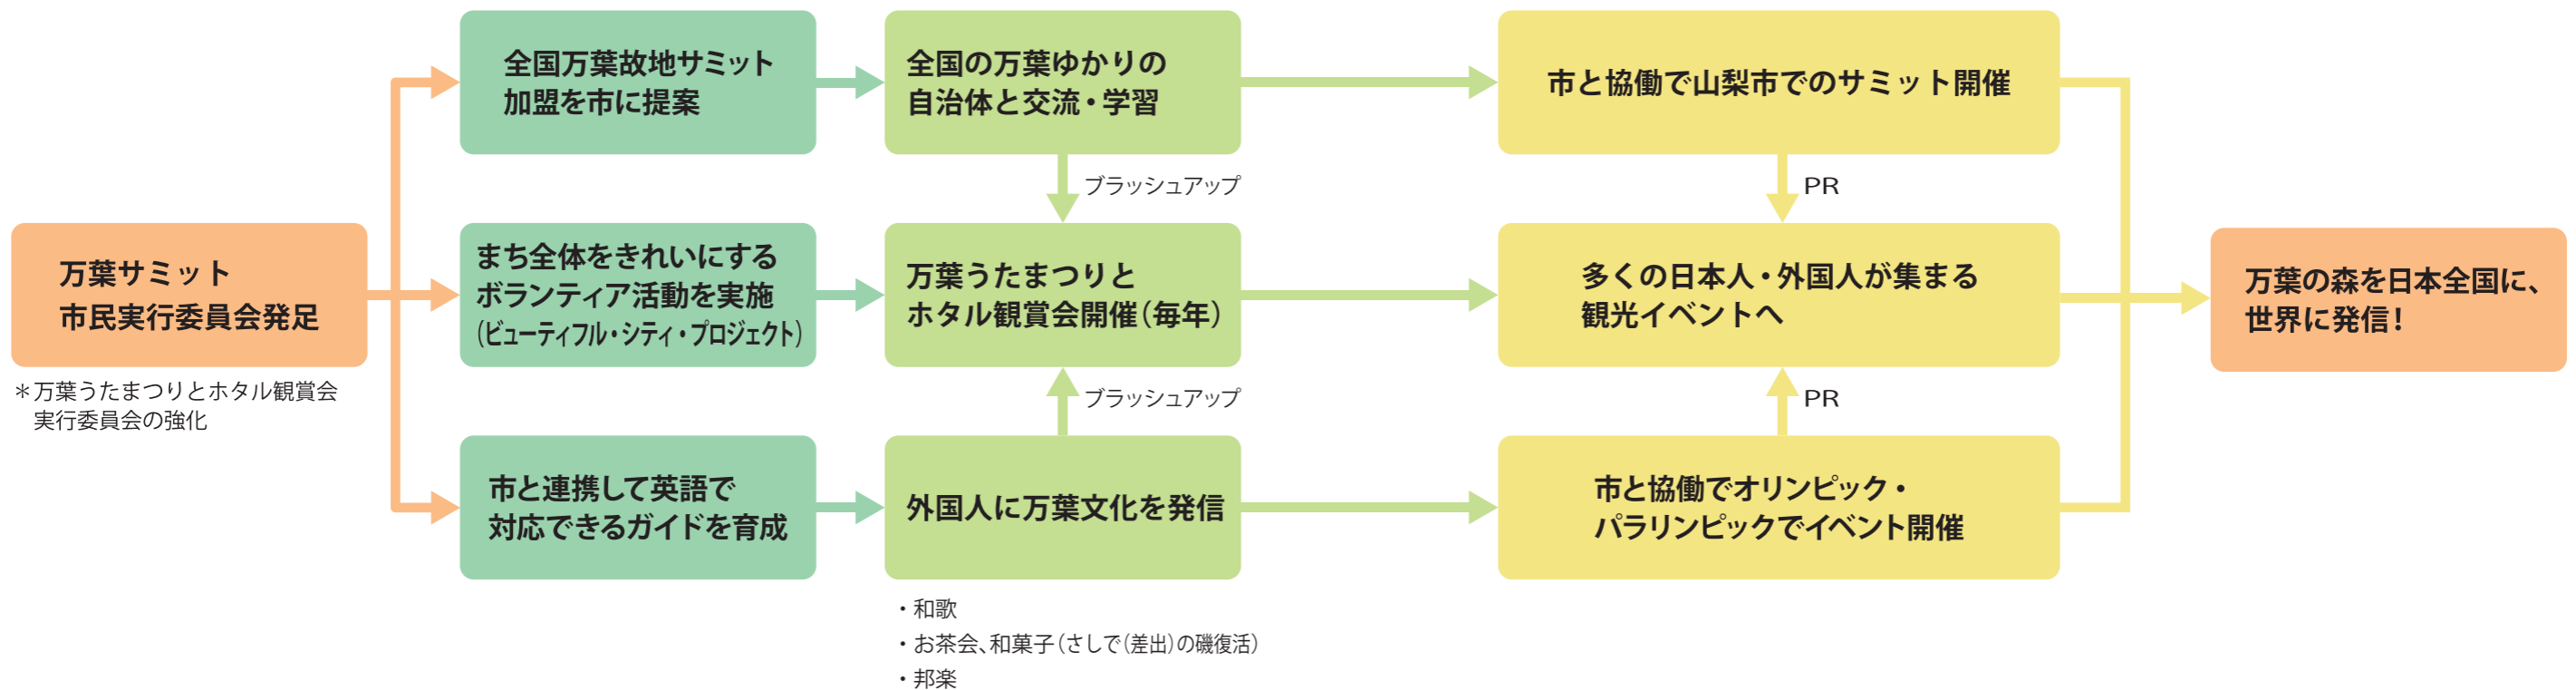 万葉サミット
市民実行委員会発足
＊万葉うたまつりとホタル観賞会
実行委員会の強化
全国万葉故地サミット
加盟を市に提案
まち全体をきれいにする
ボランティア活動を実施
（ビューティフル・シティ・プロジェクト）
市と連携して英語で
対応できるガイドを育成
全国の万葉ゆかりの
自治体と交流・学習
ブラッシュアップ
万葉うたまつりと
ホタル観賞会開催（毎年）
ブラッシュアップ
外国人に万葉文化を発信
・和歌
・お茶会、和菓子（さしで（差出）の磯復活）
・邦楽
市と協働で山梨市でのサミット開催
PR
多くの日本人・外国人が集まる
観光イベントへ
PR
市と協働でオリンピック・
パラリンピックでイベント開催
万葉の森を日本全国に、
世界に発信！